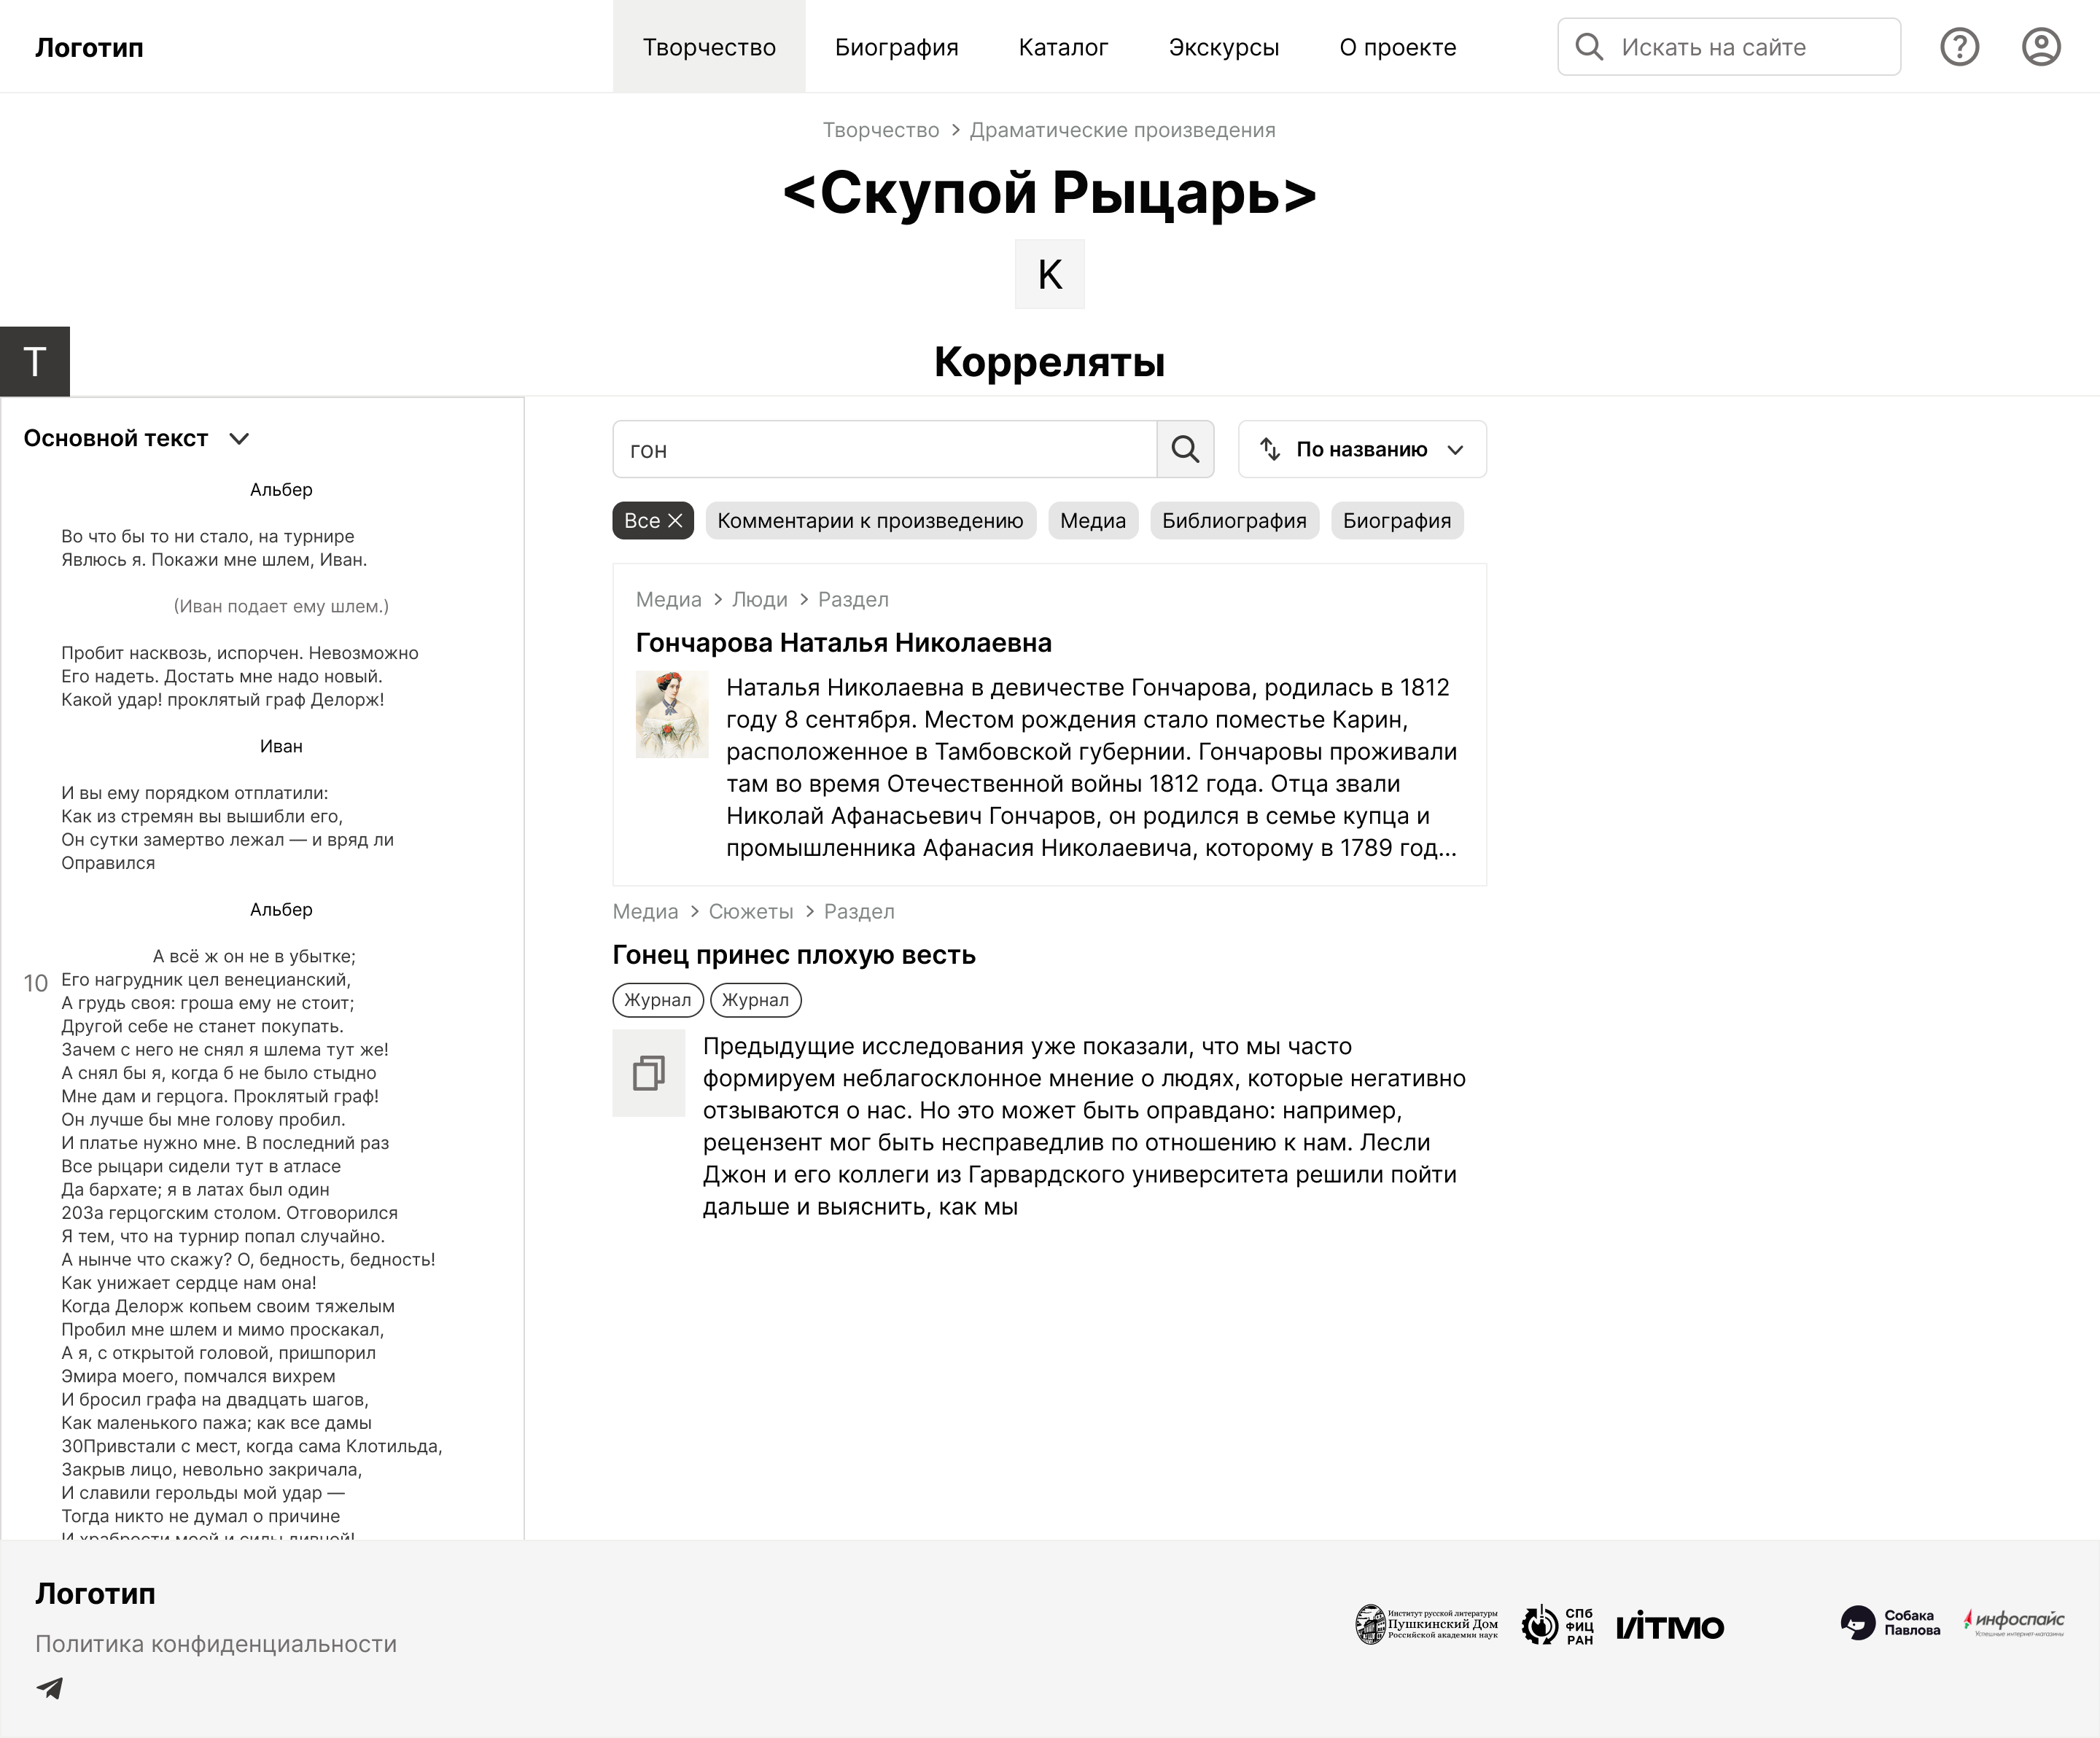 Логотип
Творчество
Биография
Каталог
Экскурсы
О проекте
Искать на сайте
Творчество > Драматические произведения
<Скупой Рыцарь>
К
Т
Корреляты
Основной текст
Альбер
Во что бы то ни стало, на турнире
Явлюсь я. Покажи мне шлем, Иван.
(Иван подает ему шлем.)
Пробит насквозь, испорчен. Невозможно
Его надеть. Достать мне надо новый.
Какой удар! проклятый граф Делорж!
Иван
И вы ему порядком отплатили:
Как из стремян вы вышибли его,
Он сутки замертво лежал — и вряд ли
Оправился
Альбер
А всё ж он не в убытке;
10 Его нагрудник цел венецианский,
А грудь своя: гроша ему не стоит;
Другой себе не станет покупать.
Зачем с него не снял я шлема тут же!
А снял бы я, когда б не было стыдно
Мне дам и герцога. Проклятый граф!
Он лучше бы мне голову пробил.
И платье нужно мне. В последний раз
Все рыцари сидели тут в атласе
Да бархате; я в латах был один
20За герцогским столом. Отговорился
Я тем, что на турнир попал случайно.
А нынче что скажу? О, бедность, бедность!
Как унижает сердце нам она!
Когда Делорж копьем своим тяжелым
Пробил мне шлем и мимо проскакал,
А я, с открытой головой, пришпорил
Эмира моего, помчался вихрем
И бросил графа на двадцать шагов,
Как маленького пажа; как все дамы
30Привстали с мест, когда сама Клотильда,
Закрыв лицо, невольно закричала,
И славили герольды мой удар —
Тогда никто не думал о причине
И храбрости моей и силы дивной!
гон
По названию
Все
Комментарии к произведению
Медиа
Библиография
Биография
Медиа > Люди > Раздел
Гончарова Наталья Николаевна
Наталья Николаевна в девичестве Гончарова, родилась в 1812
году 8 сентября. Местом рождения стало поместье Карин,
расположенное в Тамбовской губернии. Гончаровы проживали
там во время Отечественной войны 1812 года. Отца звали
Николай Афанасьевич Гончаров, он родился в семье купца и
промышленника Афанасия Николаевича, которому в 1789 год...
Медиа > Сюжеты > Раздел
Гонец принес плохую весть
Журнал
Журнал
Предыдущие исследования уже показали, что мы часто
формируем неблагосклонное мнение о людях, которые негативно
отзываются о нас. Но это может быть оправдано: например,
рецензент мог быть несправедлив по отношению к нам. Лесли
Джон и его коллеги из Гарвардского университета решили пойти
дальше и выяснить, как мы
Логотип
Политика конфиденциальности
Институт русской литературы
Пушкинский Дом
Российской академии наук
СПб
ФИЦ
РАН
ИТМО
Собака
Павлова
инфоспайс
Успешные интернет-магазины